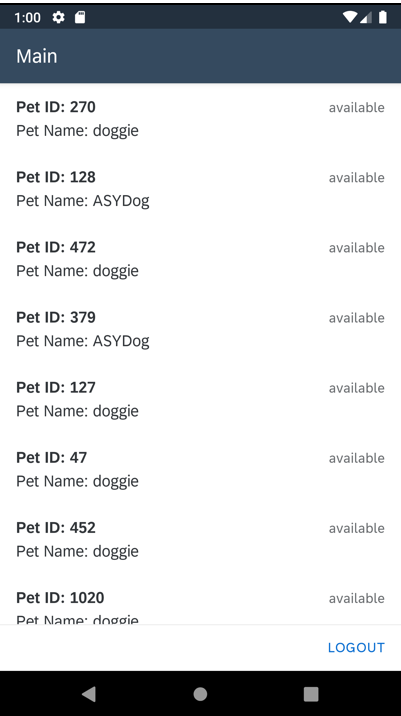 1:00
Main
Pet ID: 270 available
Pet Name: doggie
Pet ID: 128 available
Pet Name: ASYDog
Pet ID: 472 available
Pet Name: doggie
Pet ID: 379 available
Pet Name: ASYDog
Pet ID: 127 available
Pet Name: doggie
Pet ID: 47 available
Pet Name: doggie
Pet ID: 452 available
Pet Name: doggie
Pet ID: 1020 available
Pet Name: doggie
LOGOUT